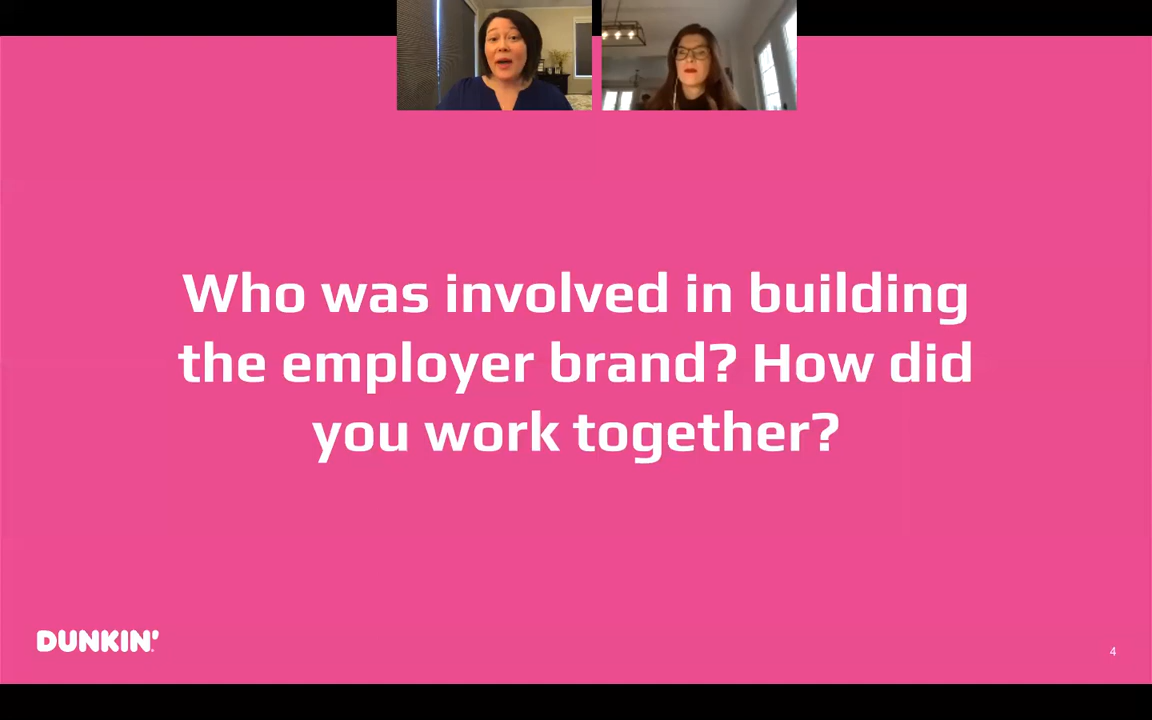 Who was involved in building
the employer brand? How did
you work together?
DUNKIN'
4